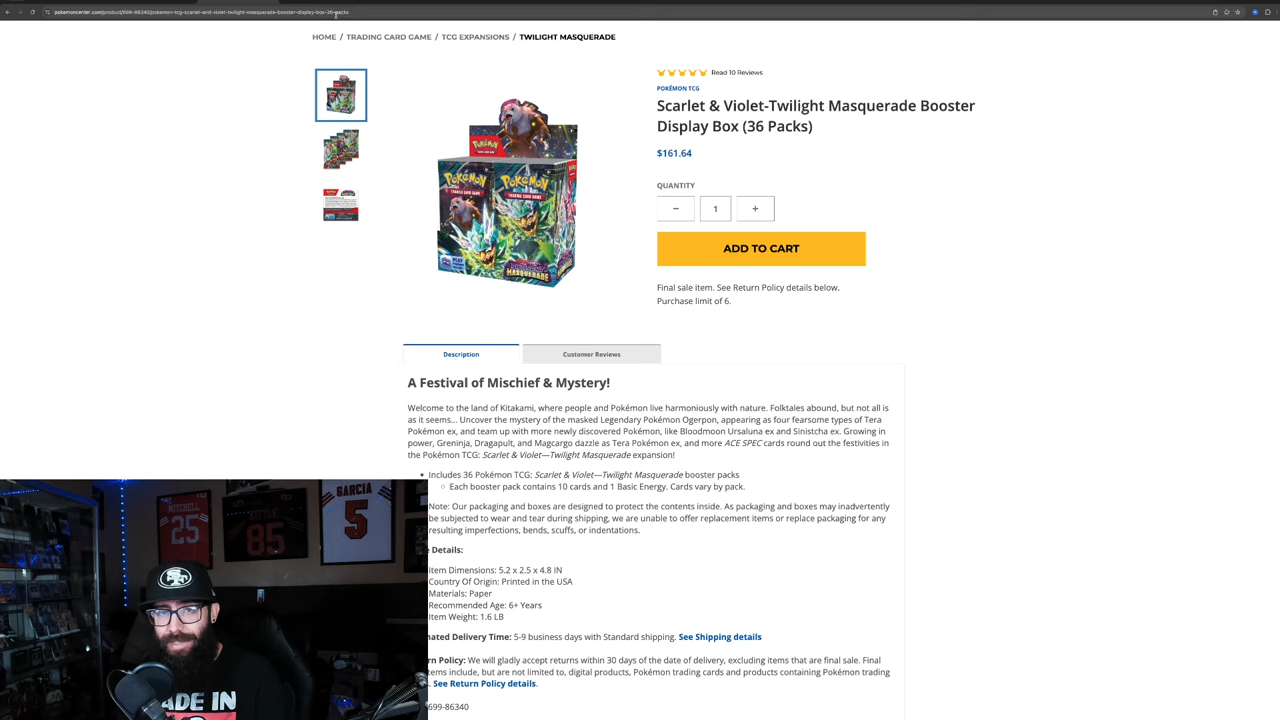 pokemoncenter.com/product/699-86340/pokemon-tcg-scarlet-and-violet-twilight-masquerade-booster-display-box-36-packs
HOME / TRADING CARD GAME / TCG EXPANSIONS / TWILIGHT MASQUERADE
Read 10 Reviews
POKÉMON TCG
Scarlet & Violet-Twilight Masquerade Booster
Display Box (36 Packs)
$161.64
QUANTITY
− 1 +
ADD TO CART
Final sale item. See Return Policy details below.
Purchase limit of 6.
Pokémon
Pokémon Pokémon
MASQUERADE
Description Customer Reviews
A Festival of Mischief & Mystery!
Welcome to the land of Kitakami, where people and Pokémon live harmoniously with nature. Folktales abound, but not all is
as it seems... Uncover the mystery of the masked Legendary Pokémon Ogerpon, appearing as four fearsome types of Tera
Pokémon ex, and team up with more newly discovered Pokémon, like Bloodmoon Ursaluna ex and Sinistcha ex. Growing in
power, Greninja, Dragapult, and Magcargo dazzle as Tera Pokémon ex, and more ACE SPEC cards round out the festivities in
the Pokémon TCG: Scarlet & Violet—Twilight Masquerade expansion!
• Includes 36 Pokémon TCG: Scarlet & Violet—Twilight Masquerade booster packs
○ Each booster pack contains 10 cards and 1 Basic Energy. Cards vary by pack.
Note: Our packaging and boxes are designed to protect the contents inside. As packaging and boxes may inadvertently
be subjected to wear and tear during shipping, we are unable to offer replacement items or replace packaging for any
resulting imperfections, bends, scuffs, or indentations.
e Details:
Item Dimensions: 5.2 x 2.5 x 4.8 IN
Country Of Origin: Printed in the USA
Materials: Paper
Recommended Age: 6+ Years
Item Weight: 1.6 LB
nated Delivery Time: 5-9 business days with Standard shipping. See Shipping details
rn Policy: We will gladly accept returns within 30 days of the date of delivery, excluding items that are final sale. Final
tems include, but are not limited to, digital products, Pokémon trading cards and products containing Pokémon trading
. See Return Policy details.
699-86340
MITCHELL
25
KITTLE
85
GARCIA
5
SF
MADE IN